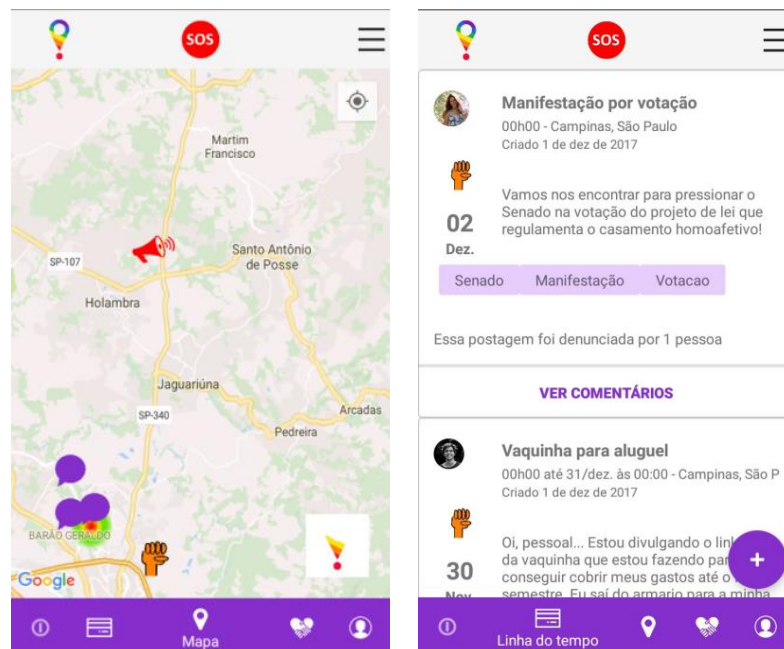 SOS
Martim
Francisco
SP-107
Santo Antônio
de Posse
Holambra
Jaguariúna
SP-340
Arcadas
Pedreira
BARÃO GERALDO
Google
Mapa
SOS
Manifestação por votação
00h00 - Campinas, São Paulo
Criado 1 de dez de 2017
Vamos nos encontrar para pressionar o
Senado na votação do projeto de lei que
regulamenta o casamento homoafetivo!
02
Dez.
Senado Manifestação Votacao
Essa postagem foi denunciada por 1 pessoa
VER COMENTÁRIOS
Vaquinha para aluguel
00h00 até 31/dez. às 00:00 - Campinas, São P
Criado 1 de dez de 2017
Oi, pessoal... Estou divulgando o
da vaquinha que estou fazendo
conseguir cobrir meus gastos até o
semestre. Eu saí do armario para a minha
30
Nov
Linha do tempo